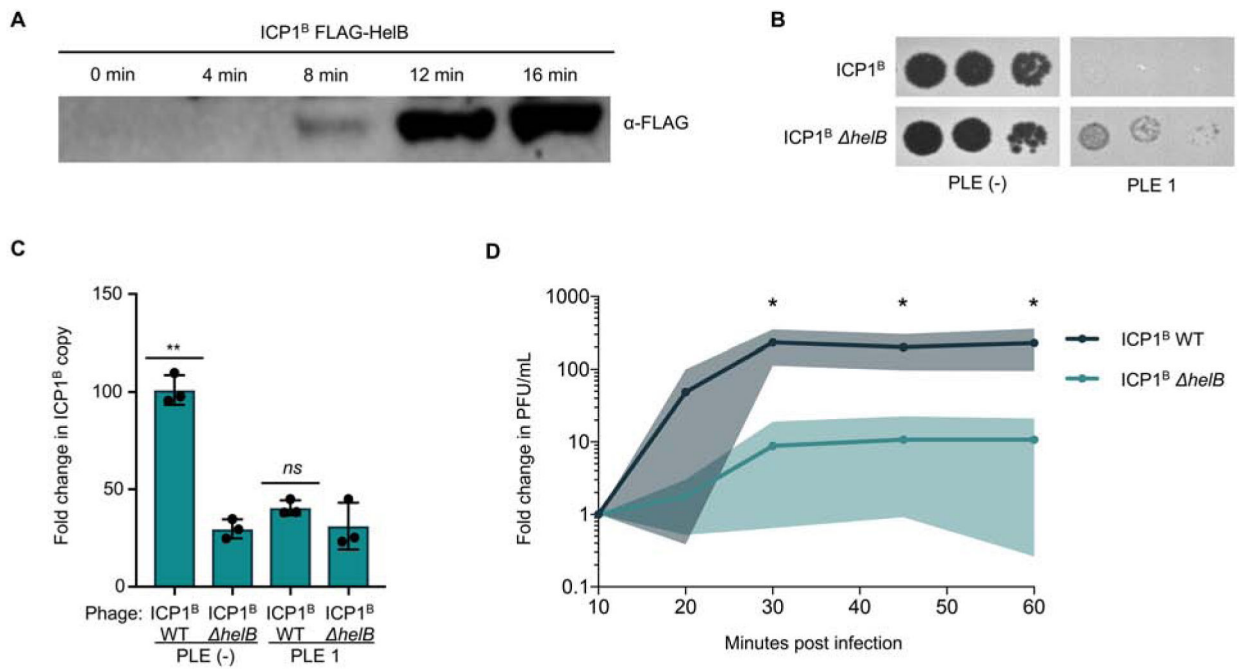 A
ICP1ᴮ FLAG-HelB
0 min 4 min 8 min 12 min 16 min
α-FLAG
B
ICP1ᴮ
ICP1ᴮ ΔhelB
PLE (-) PLE 1
C
Fold change in ICP1ᴮ copy
150
100
50
0
**
ns
Phage: ICP1ᴮ ICP1ᴮ ICP1ᴮ ICP1ᴮ
WT ΔhelB WT ΔhelB
PLE (-) PLE 1
D
Fold change in PFU/mL
1000
100
10
1
0.1
* * *
10 20 30 40 50 60
Minutes post infection
ICP1ᴮ WT
ICP1ᴮ ΔhelB